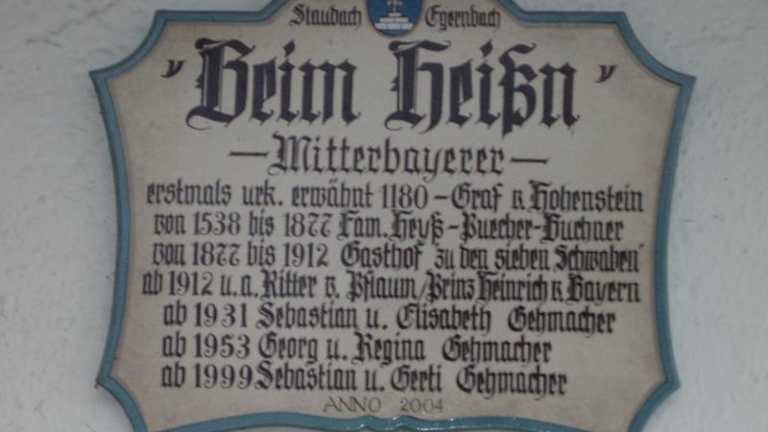 Staudach Egernbach
"Beim Heißn"
—Mitterbayerer—
erstmals urk. erwähnt 1180 – Graf v. Hohenstein
von 1538 bis 1877 Fam. Heyß – Puecher – Huchner
von 1877 bis 1912 Gasthof "zu den sieben Schwaben"
ab 1912 u.a. Ritter v. Pflaum/Prinz Heinrich v. Bayern
ab 1931 Sebastian u. Elisabeth Gehmacher
ab 1953 Georg u. Regina Gehmacher
ab 1999 Sebastian u. Gerti Gehmacher
ANNO 2004